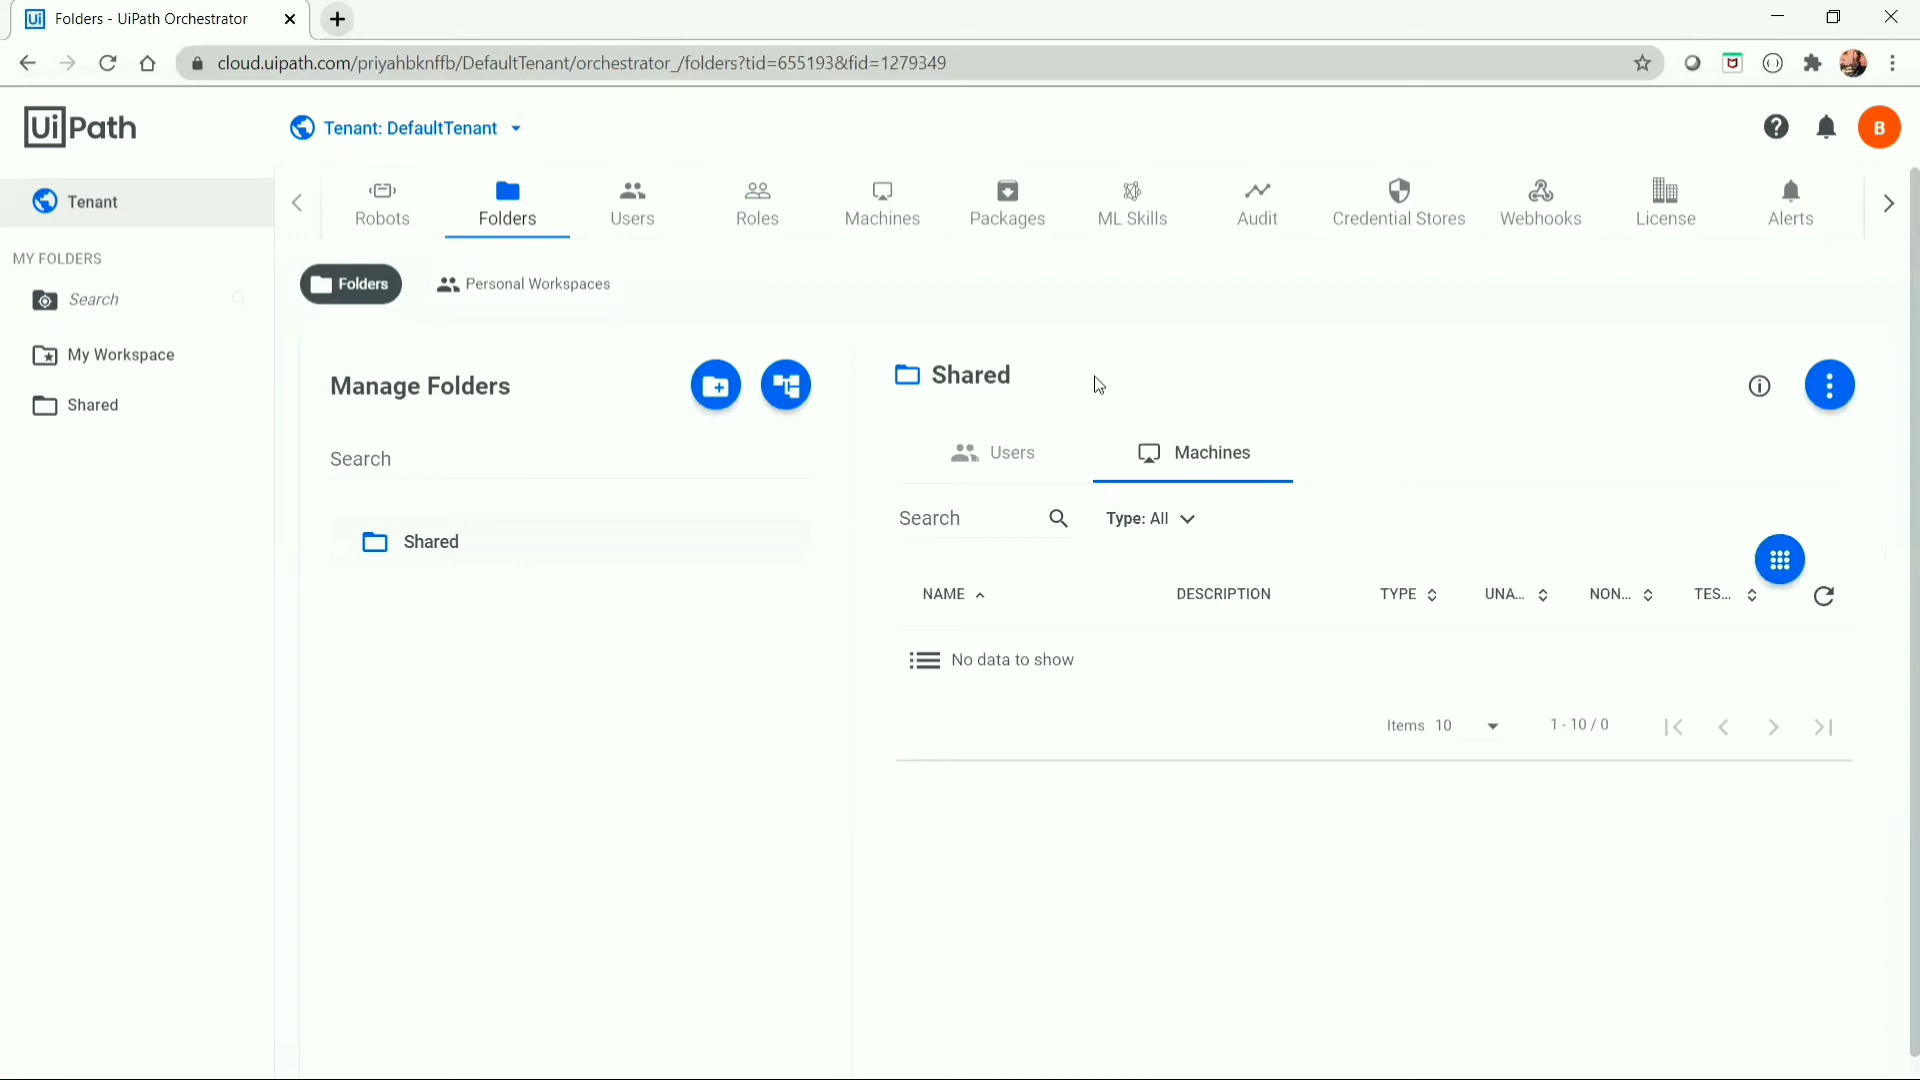 Folders - UiPath Orchestrator
cloud.uipath.com/priyahbknffb/DefaultTenant/orchestrator_/folders?tid=655193&fid=1279349
UiPath
Tenant: DefaultTenant
B
Tenant
Robots
Folders
Users
Roles
Machines
Packages
ML Skills
Audit
Credential Stores
Webhooks
License
Alerts
MY FOLDERS
Search
My Workspace
Shared
Folders
Personal Workspaces
Manage Folders
Search
Shared
Shared
Users
Machines
Search
Type: All
NAME
DESCRIPTION
TYPE
UNA...
NON...
TES...
No data to show
Items 10
1 - 10 / 0